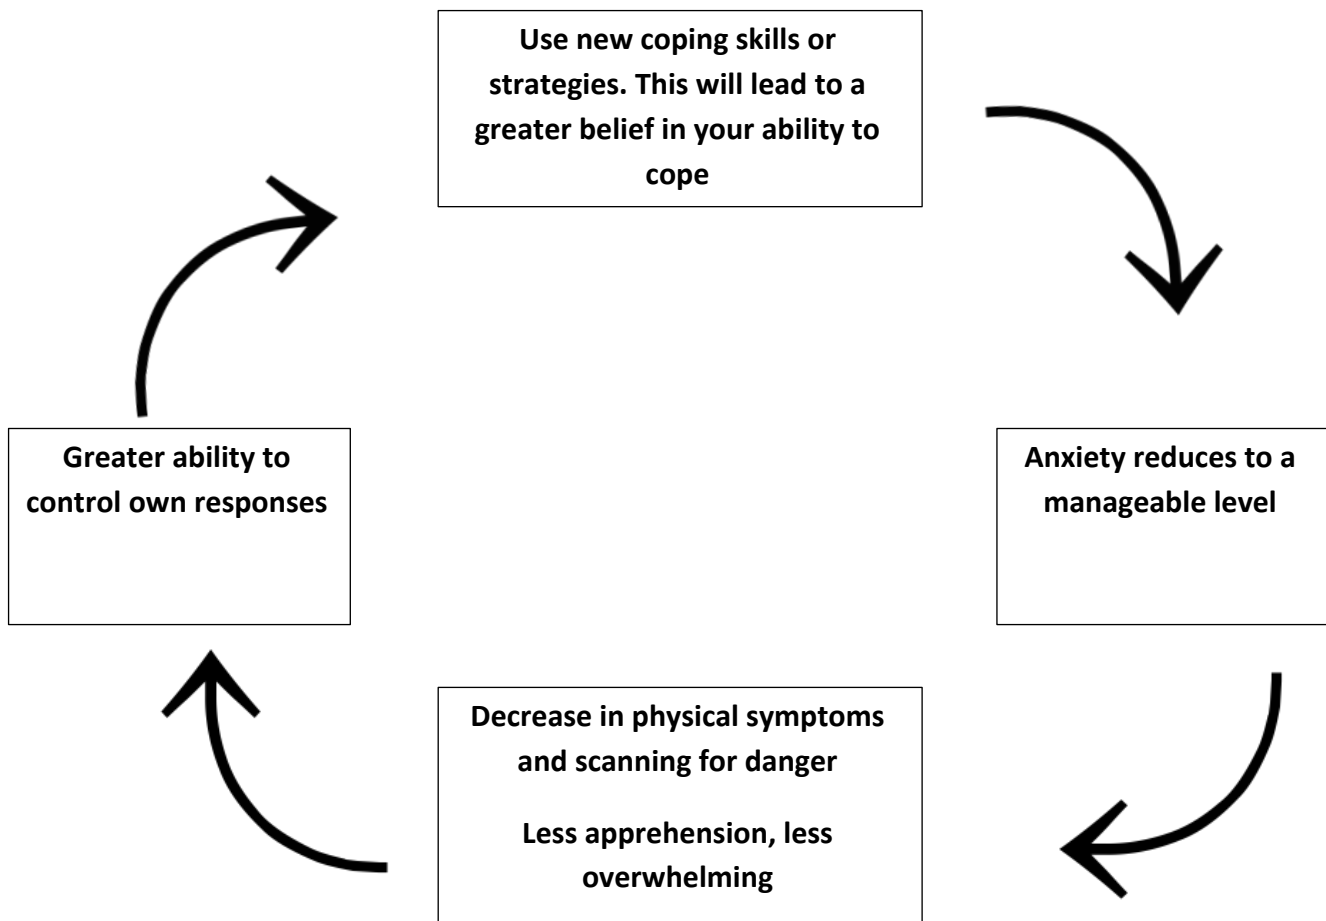 Use new coping skills or
strategies. This will lead to a
greater belief in your ability to
cope
Greater ability to
control own responses
Anxiety reduces to a
manageable level
Decrease in physical symptoms
and scanning for danger
Less apprehension, less
overwhelming